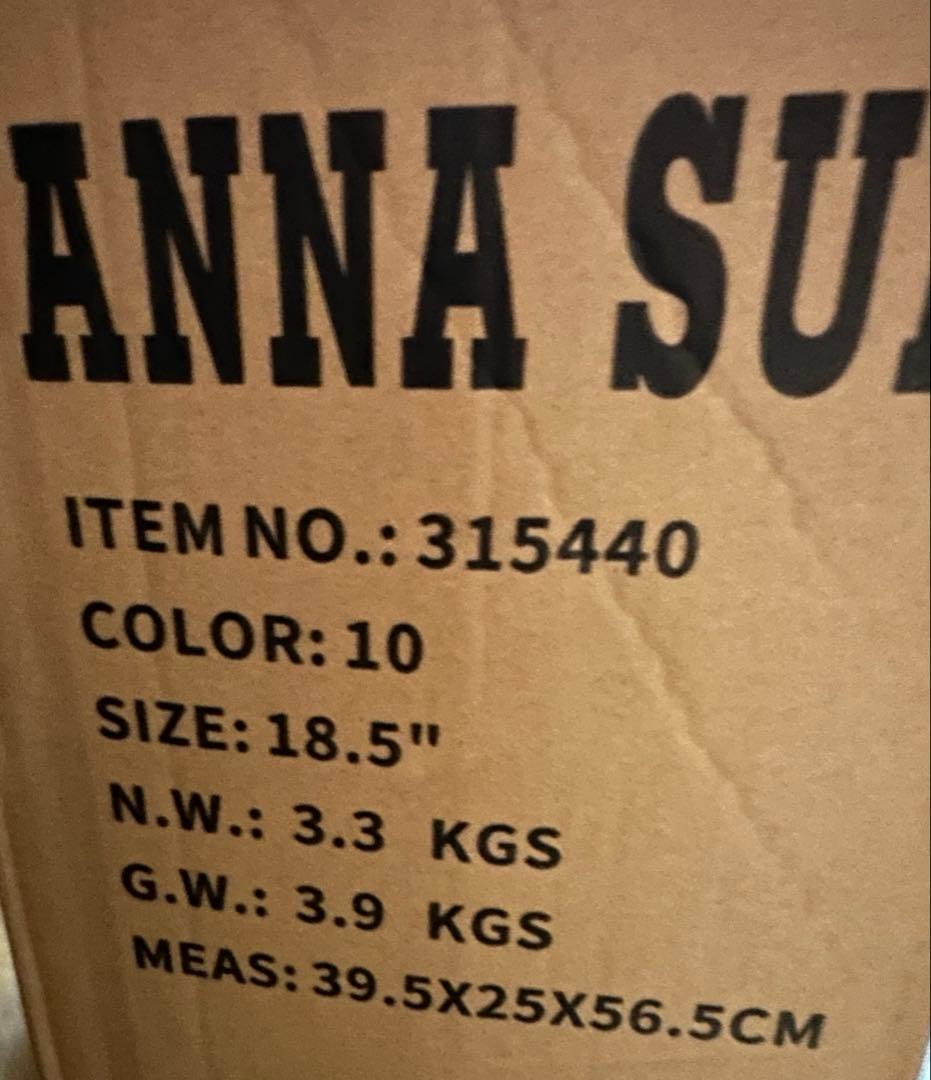 ANNA SU
ITEM NO.: 315440
COLOR: 10
SIZE: 18.5"
N.W.: 3.3 KGS
G.W.: 3.9 KGS
MEAS: 39.5X25X56.5CM